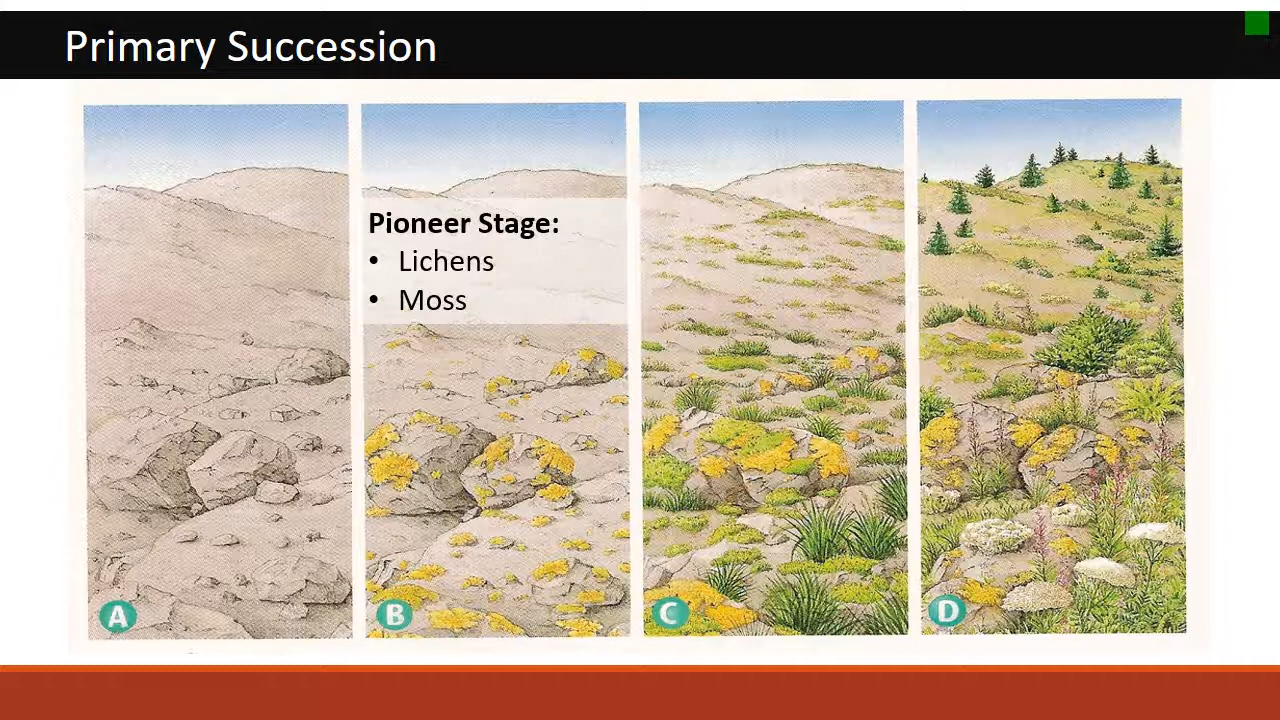 Primary Succession
Pioneer Stage:
• Lichens
• Moss
A
B
C
D